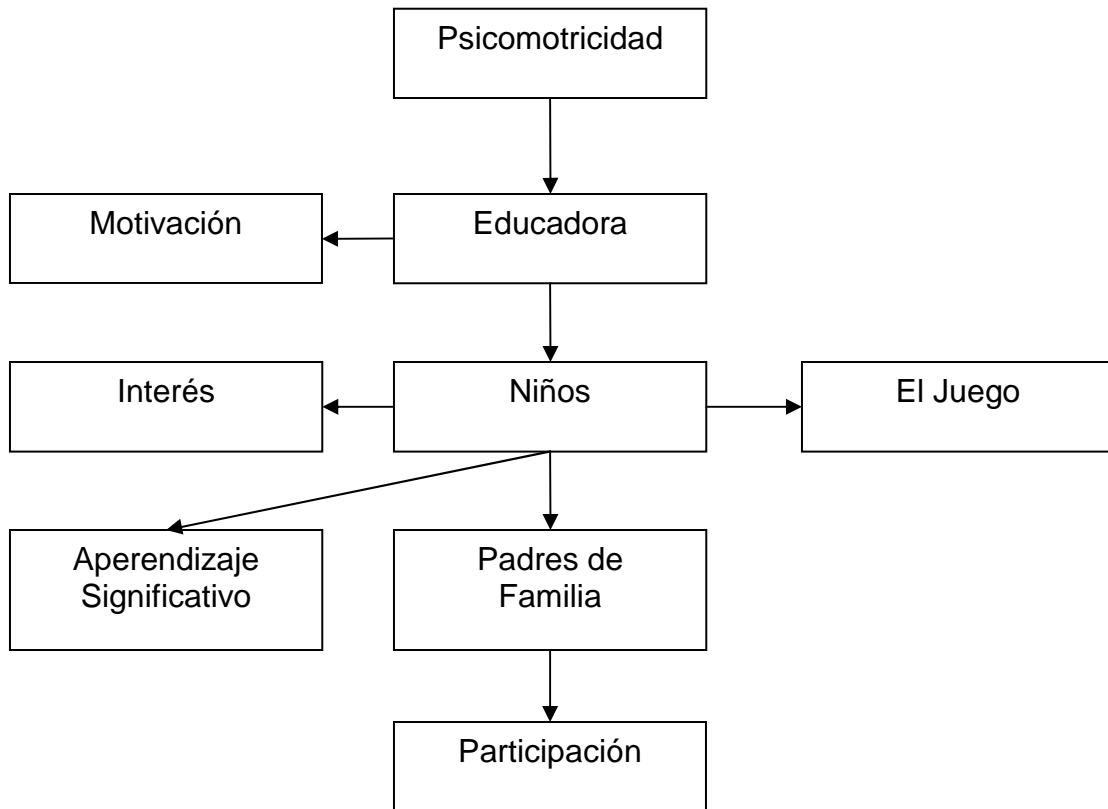 Psicomotricidad
Motivación
Educadora
Interés
Niños
El Juego
Aperendizaje
Significativo
Padres de
Familia
Participación